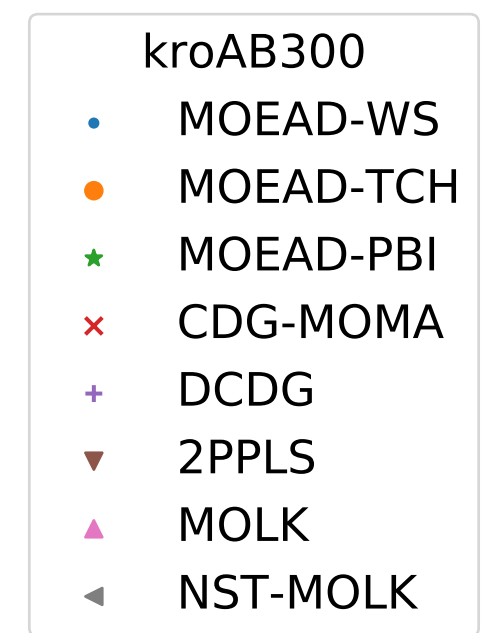 kroAB300
MOEAD-WS
MOEAD-TCH
MOEAD-PBI
CDG-MOMA
DCDG
2PPLS
MOLK
NST-MOLK